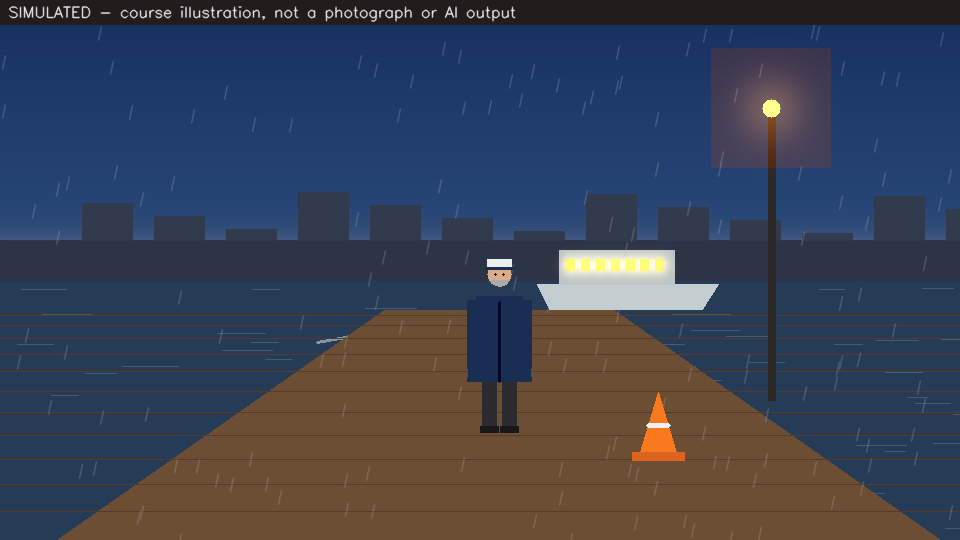 SIMULATED — course illustration, not a photograph or AI output